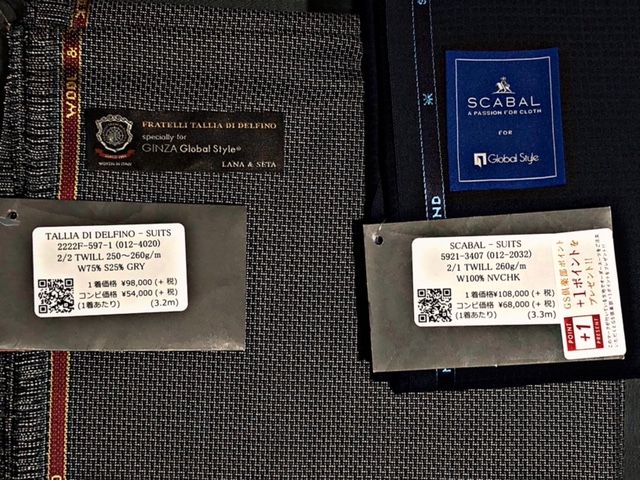 WOOL & S
FRATELLI TALLIA DI DELFINO
specially for
GINZA Global Style®
WOVEN IN ITALY
LANA & SETA
TALLIA DI DELFINO - SUITS
2222F-597-1 (012-4020)
2/2 TWILL 250~260g/m
W75% S25% GRY
1着価格 ¥98,000 (+ 税)
コンビ価格 ¥54,000 (+ 税)
(1着あたり) (3.2m)
SCABAL
A PASSION FOR CLOTH
FOR
Global Style
ND
SCABAL - SUITS
5921-3407 (012-2032)
2/1 TWILL 260g/m
W100% NVCHK
1着価格 ¥108,000 (+ 税)
コンビ価格 ¥68,000 (+ 税)
(1着あたり) (3.3m)
GS倶楽部ポイント
+1ポイントを
プレゼント!!
POINT
+1
PRESENT